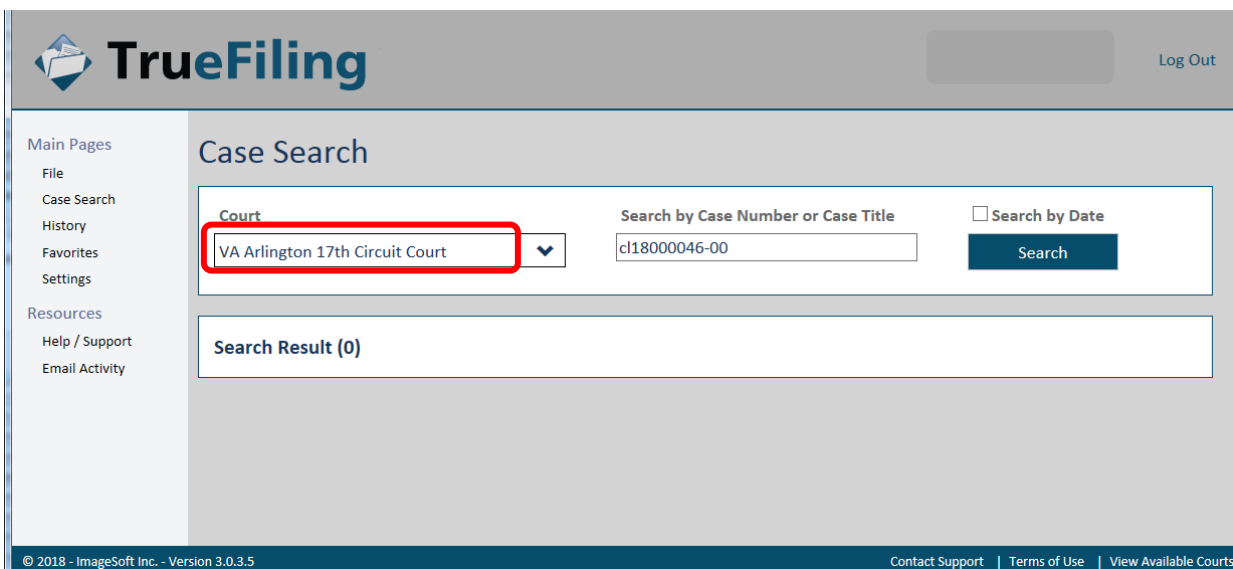 TrueFiling
Log Out
Main Pages
File
Case Search
History
Favorites
Settings
Resources
Help / Support
Email Activity
Case Search
Court
VA Arlington 17th Circuit Court
Search by Case Number or Case Title
cl18000046-00
Search by Date
Search
Search Result (0)
© 2018 - ImageSoft Inc. - Version 3.0.3.5
Contact Support | Terms of Use | View Available Courts